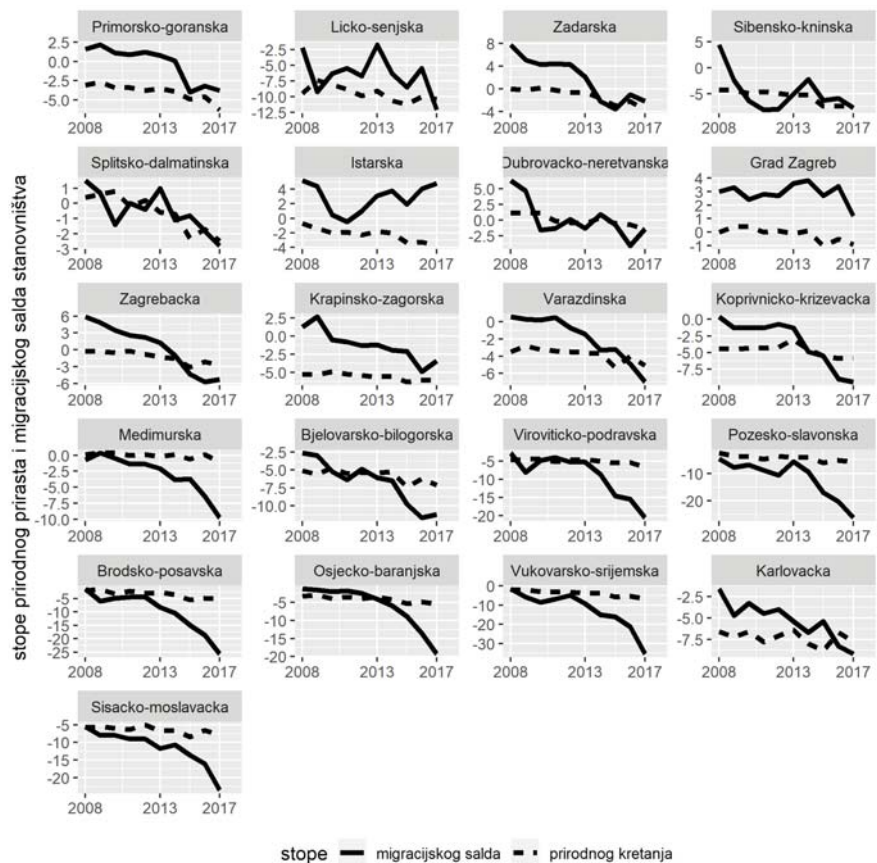 stope prirodnog prirasta i migracijskog salda stanovništva
Primorsko-goranska
2.5
0.0
-2.5
-5.0
2008 2013 2017
Licko-senjska
-2.5
-5.0
-7.5
-10.0
-12.5
2008 2013 2017
Zadarska
8
4
0
-4
2008 2013 2017
Sibensko-kninska
0
-5
2008 2013 2017
Splitsko-dalmatinska
1
0
-1
-2
-3
2008 2013 2017
Istarska
4
2
0
-2
-4
2008 2013 2017
Dubrovacko-neretvanska
5.0
2.5
0.0
-2.5
2008 2013 2017
Grad Zagreb
4
3
2
1
0
-1
2008 2013 2017
Zagrebacka
6
3
0
-3
-6
2008 2013 2017
Krapinsko-zagorska
2.5
0.0
-2.5
-5.0
2008 2013 2017
Varazdinska
0
-2
-4
-6
2008 2013 2017
Koprivnicko-krizevacka
0.0
-2.5
-5.0
-7.5
2008 2013 2017
Medimurska
0.0
-2.5
-5.0
-7.5
-10.0
2008 2013 2017
Bjelovarsko-bilogorska
-2.5
-5.0
-7.5
-10.0
2008 2013 2017
Viroviticko-podravska
-5
-10
-15
-20
2008 2013 2017
Pozesko-slavonska
-10
-20
2008 2013 2017
Brodsko-posavska
-5
-10
-15
-20
-25
2008 2013 2017
Osjecko-baranjska
-5
-10
-15
-20
2008 2013 2017
Vukovarsko-srijemska
0
-10
-20
-30
2008 2013 2017
Karlovacka
-2.5
-5.0
-7.5
2008 2013 2017
Sisacko-moslavacka
-5
-10
-15
-20
2008 2013 2017
stope migracijskog salda prirodnog kretanja